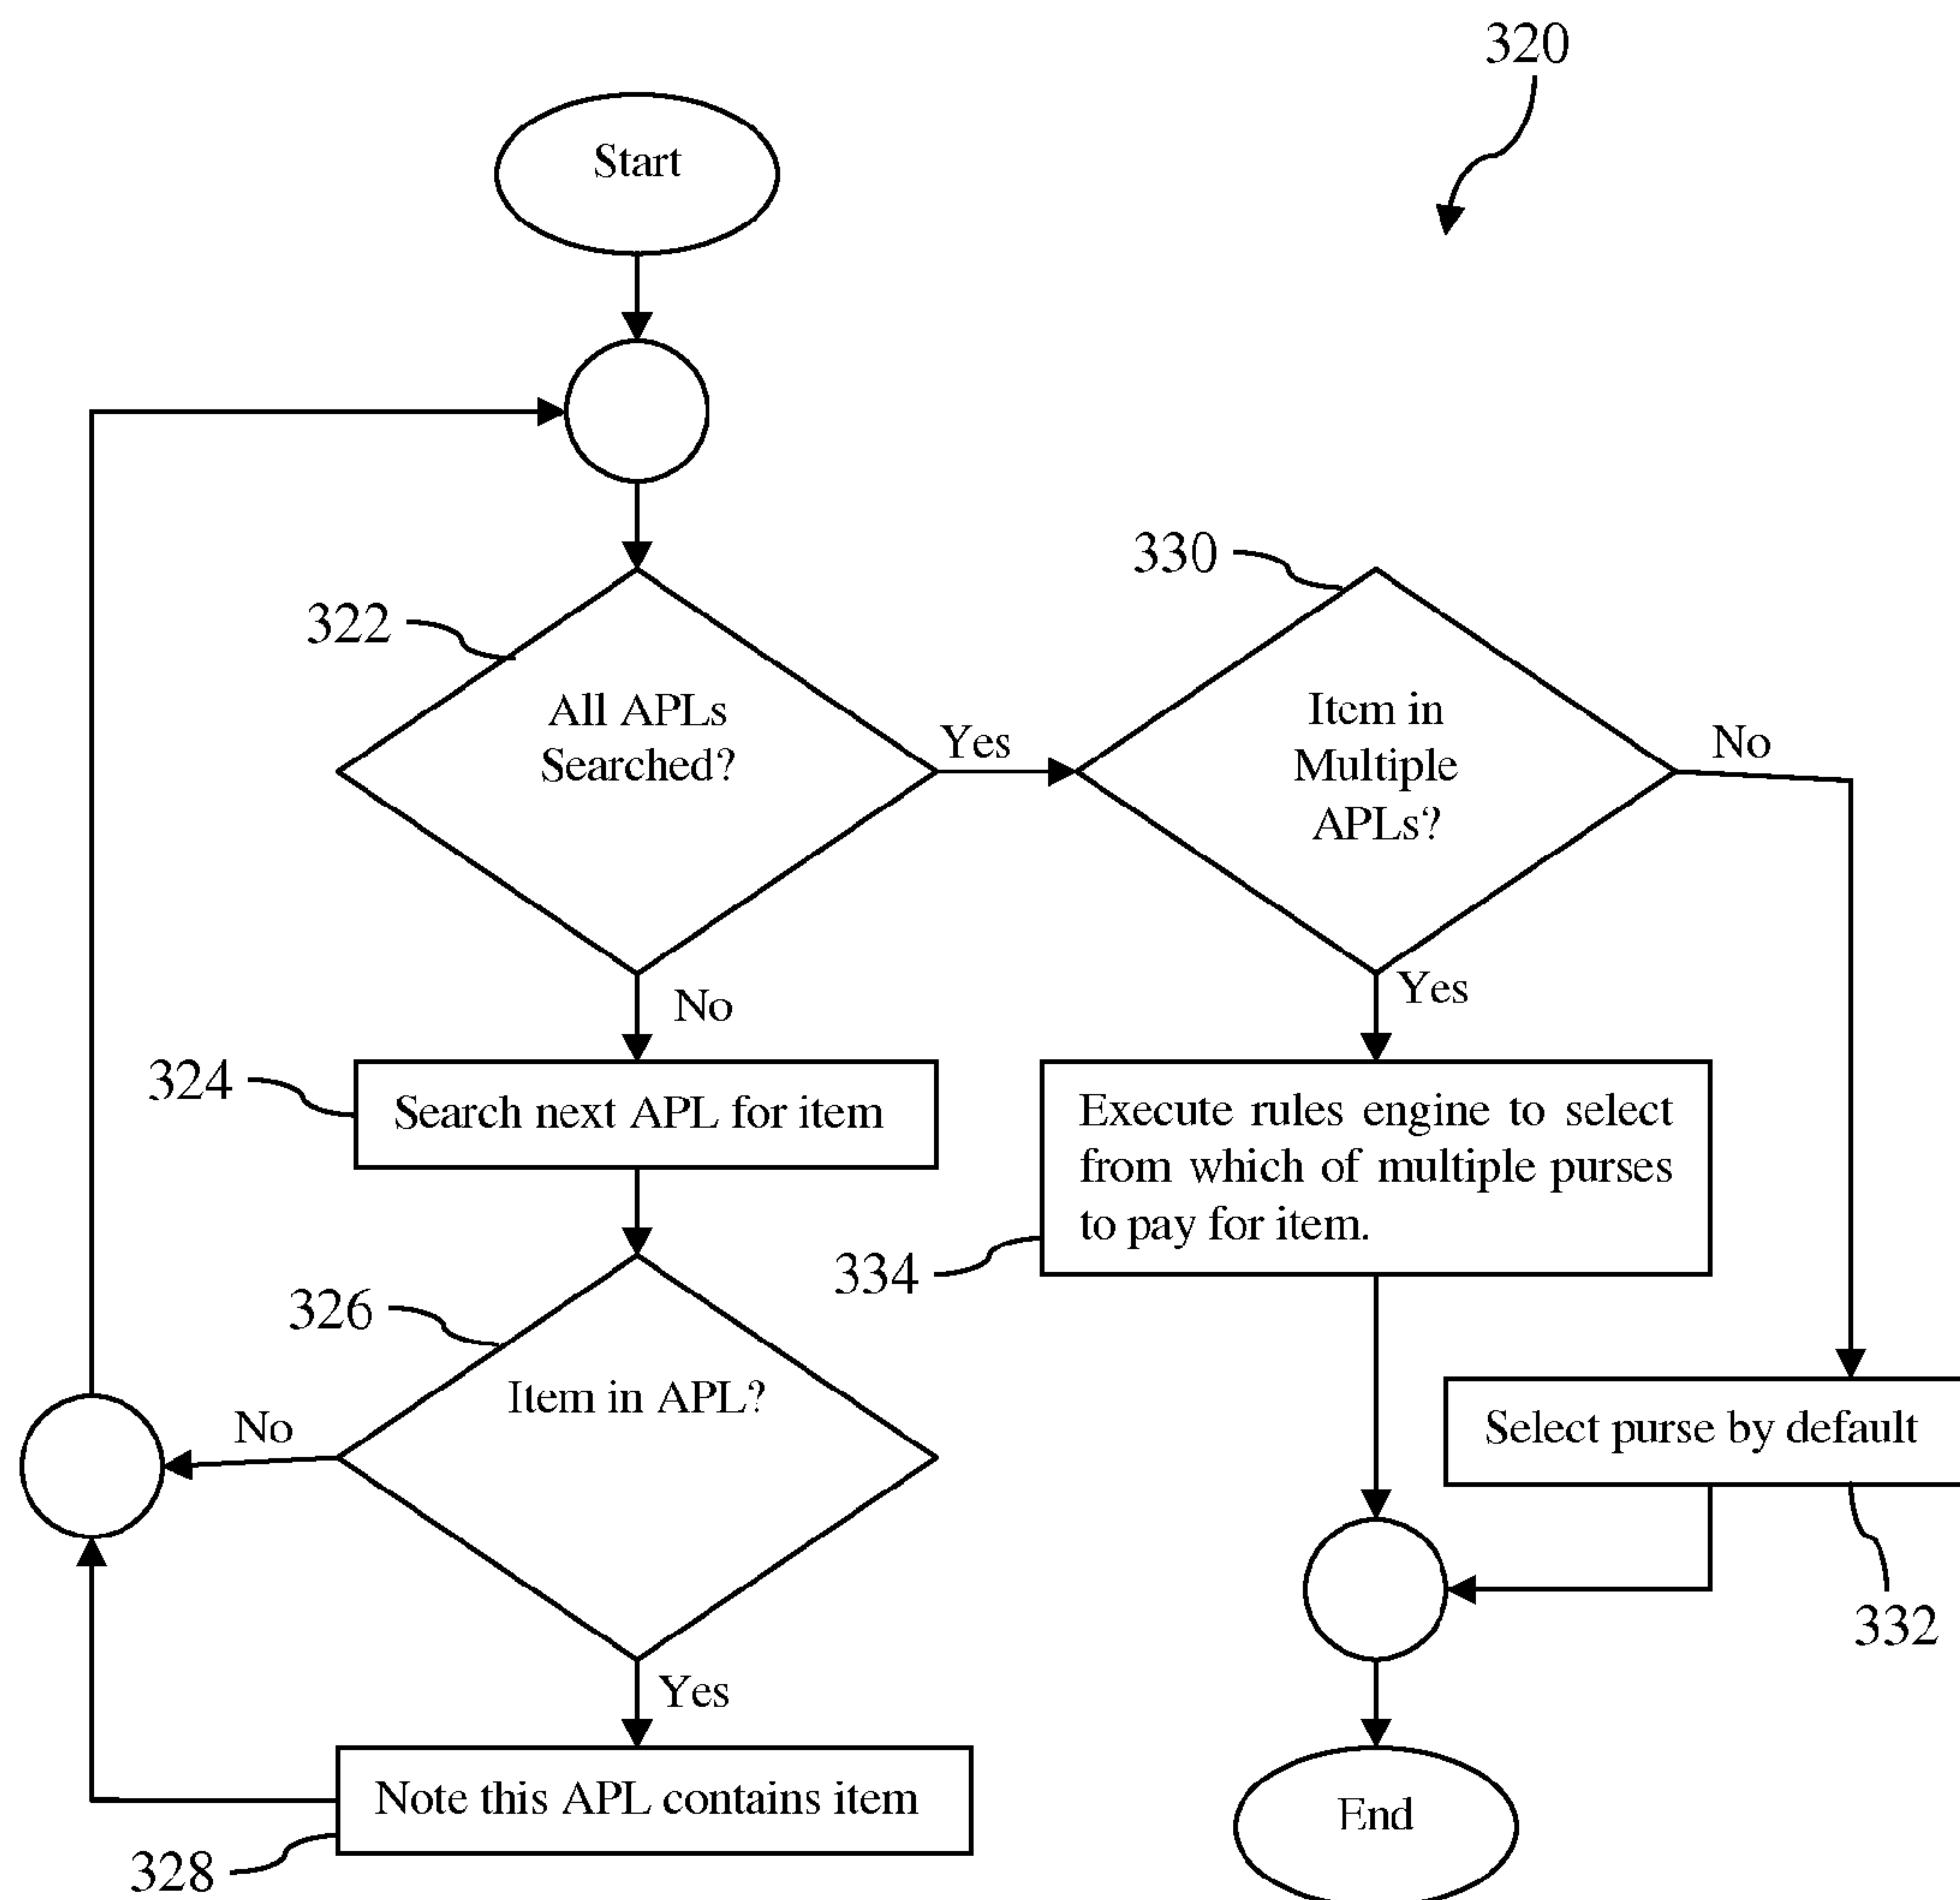 320
Start
322
All APLs
Searched?
Yes
330
Item in
Multiple
APLs?
No
No
Yes
324
Search next APL for item
Execute rules engine to select
from which of multiple purses
to pay for item.
334
326
Item in APL?
No
Select purse by default
332
Yes
Note this APL contains item
328
End